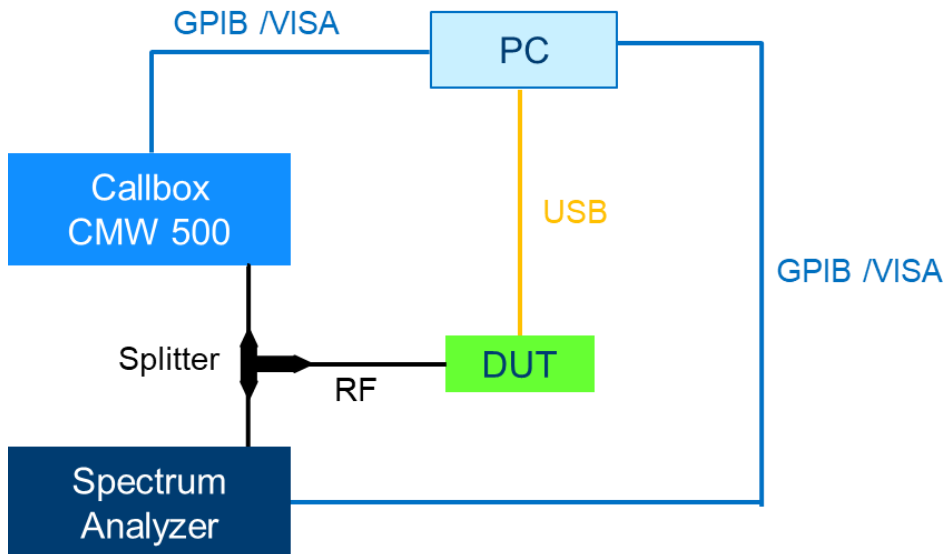 GPIB /VISA
PC
Callbox
CMW 500
USB
GPIB /VISA
Splitter
RF
DUT
Spectrum
Analyzer